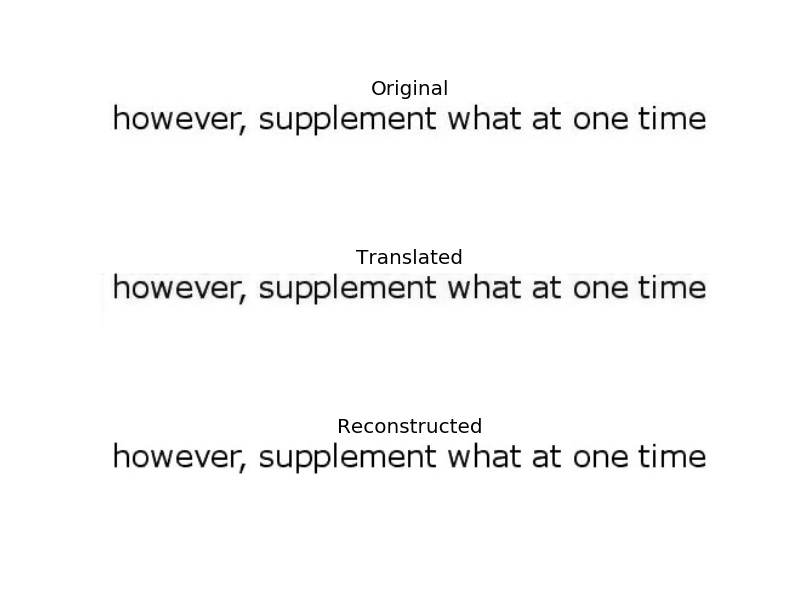 Original
however, supplement what at one time
Translated
however, supplement what at one time
Reconstructed
however, supplement what at one time